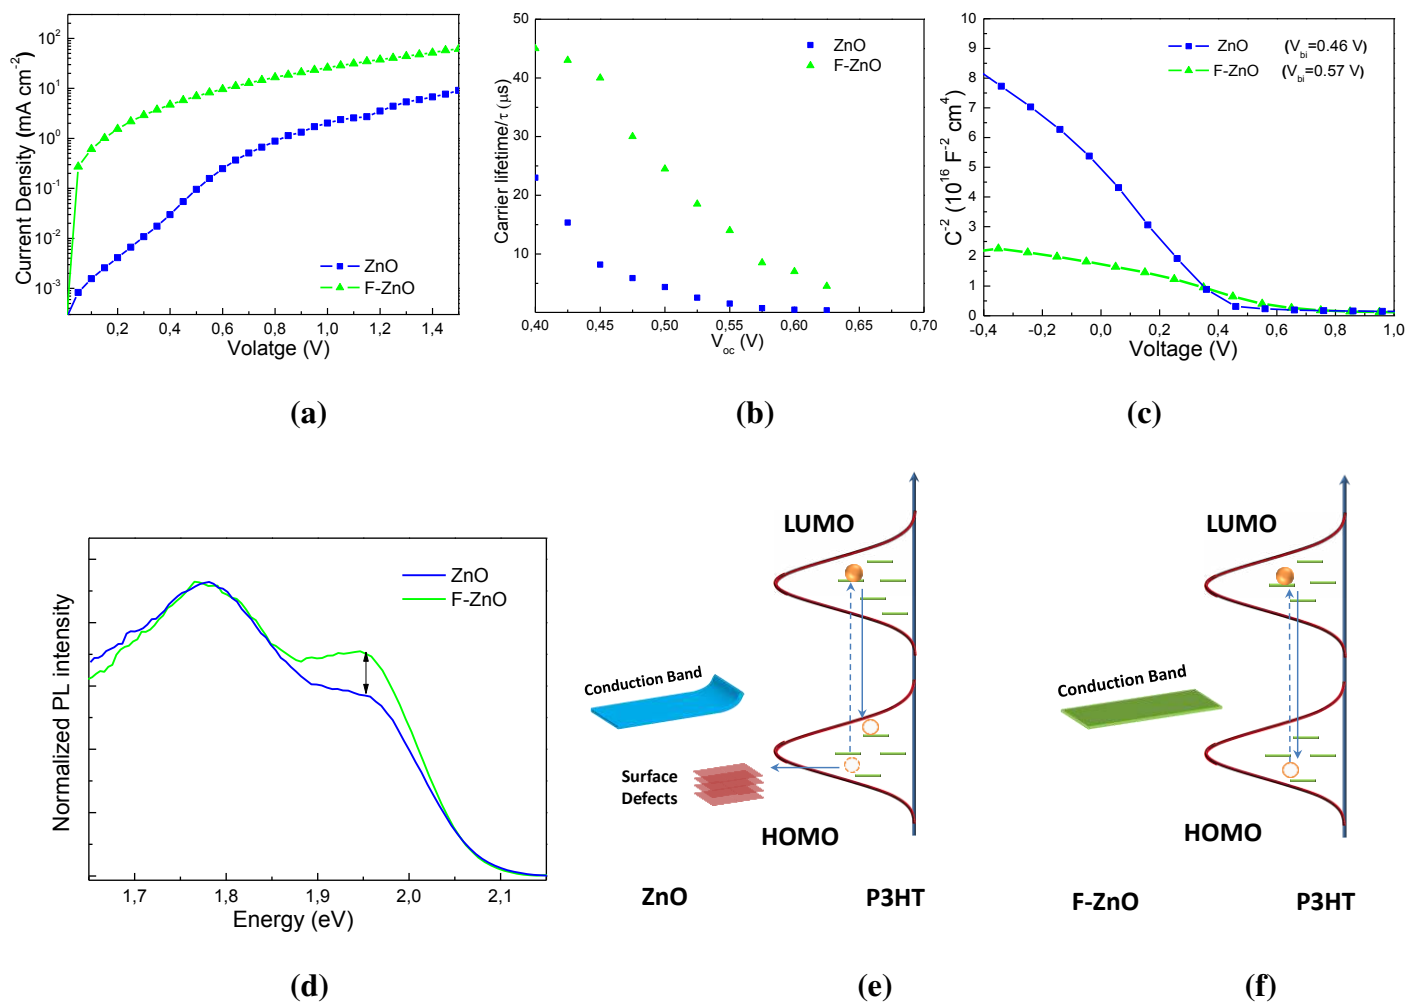 Current Density (mA cm⁻²)
10²
10¹
10⁰
10⁻¹
10⁻²
10⁻³
ZnO
F-ZnO
0,2 0,4 0,6 0,8 1,0 1,2 1,4
Volatge (V)
(a)
Carrier lifetime/τ (μs)
50
40
30
20
10
ZnO
F-ZnO
0,40 0,45 0,50 0,55 0,60 0,65 0,70
V_oc (V)
(b)
C⁻² (10¹⁶ F⁻² cm⁴)
10
9
8
7
6
5
4
3
2
1
0
ZnO (V_bi=0.46 V)
F-ZnO (V_bi=0.57 V)
-0,4 -0,2 0,0 0,2 0,4 0,6 0,8 1,0
Voltage (V)
(c)
Normalized PL intensity
ZnO
F-ZnO
1,7 1,8 1,9 2,0 2,1
Energy (eV)
(d)
LUMO
Conduction Band
Surface
Defects
HOMO
ZnO P3HT
(e)
LUMO
Conduction Band
HOMO
F-ZnO P3HT
(f)